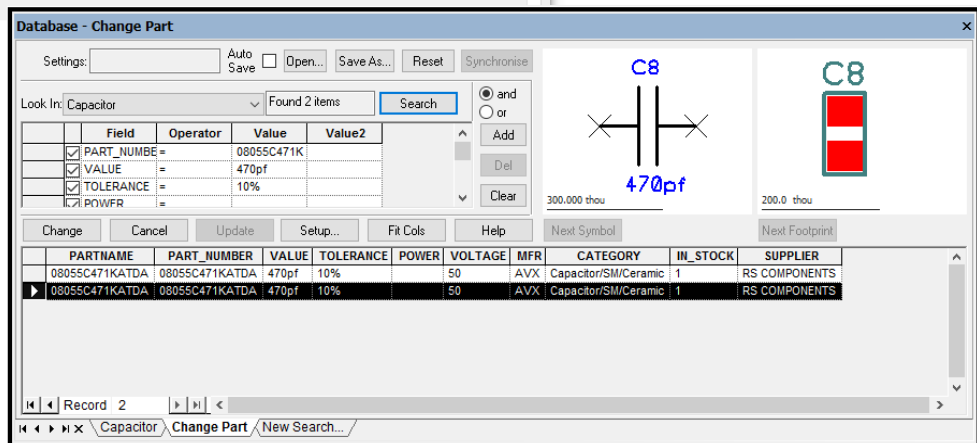 Database - Change Part x
Settings: Auto Save Open... Save As... Reset Synchronise
Look In: Capacitor Found 2 items Search and
or
Field Operator Value Value2 Add
PART_NUMBE = 08055C471K
VALUE = 470pf Del
TOLERANCE = 10%
POWER = Clear
C8
470pf
300.000 thou
C8
200.0 thou
Change Cancel Update Setup... Fit Cols Help Next Symbol Next Footprint
PARTNAME PART_NUMBER VALUE TOLERANCE POWER VOLTAGE MFR CATEGORY IN_STOCK SUPPLIER
08055C471KATDA 08055C471KATDA 470pf 10% 50 AVX Capacitor/SM/Ceramic 1 RS COMPONENTS
08055C471KATDA 08055C471KATDA 470pf 10% 50 AVX Capacitor/SM/Ceramic 1 RS COMPONENTS
Record 2
Capacitor Change Part New Search...